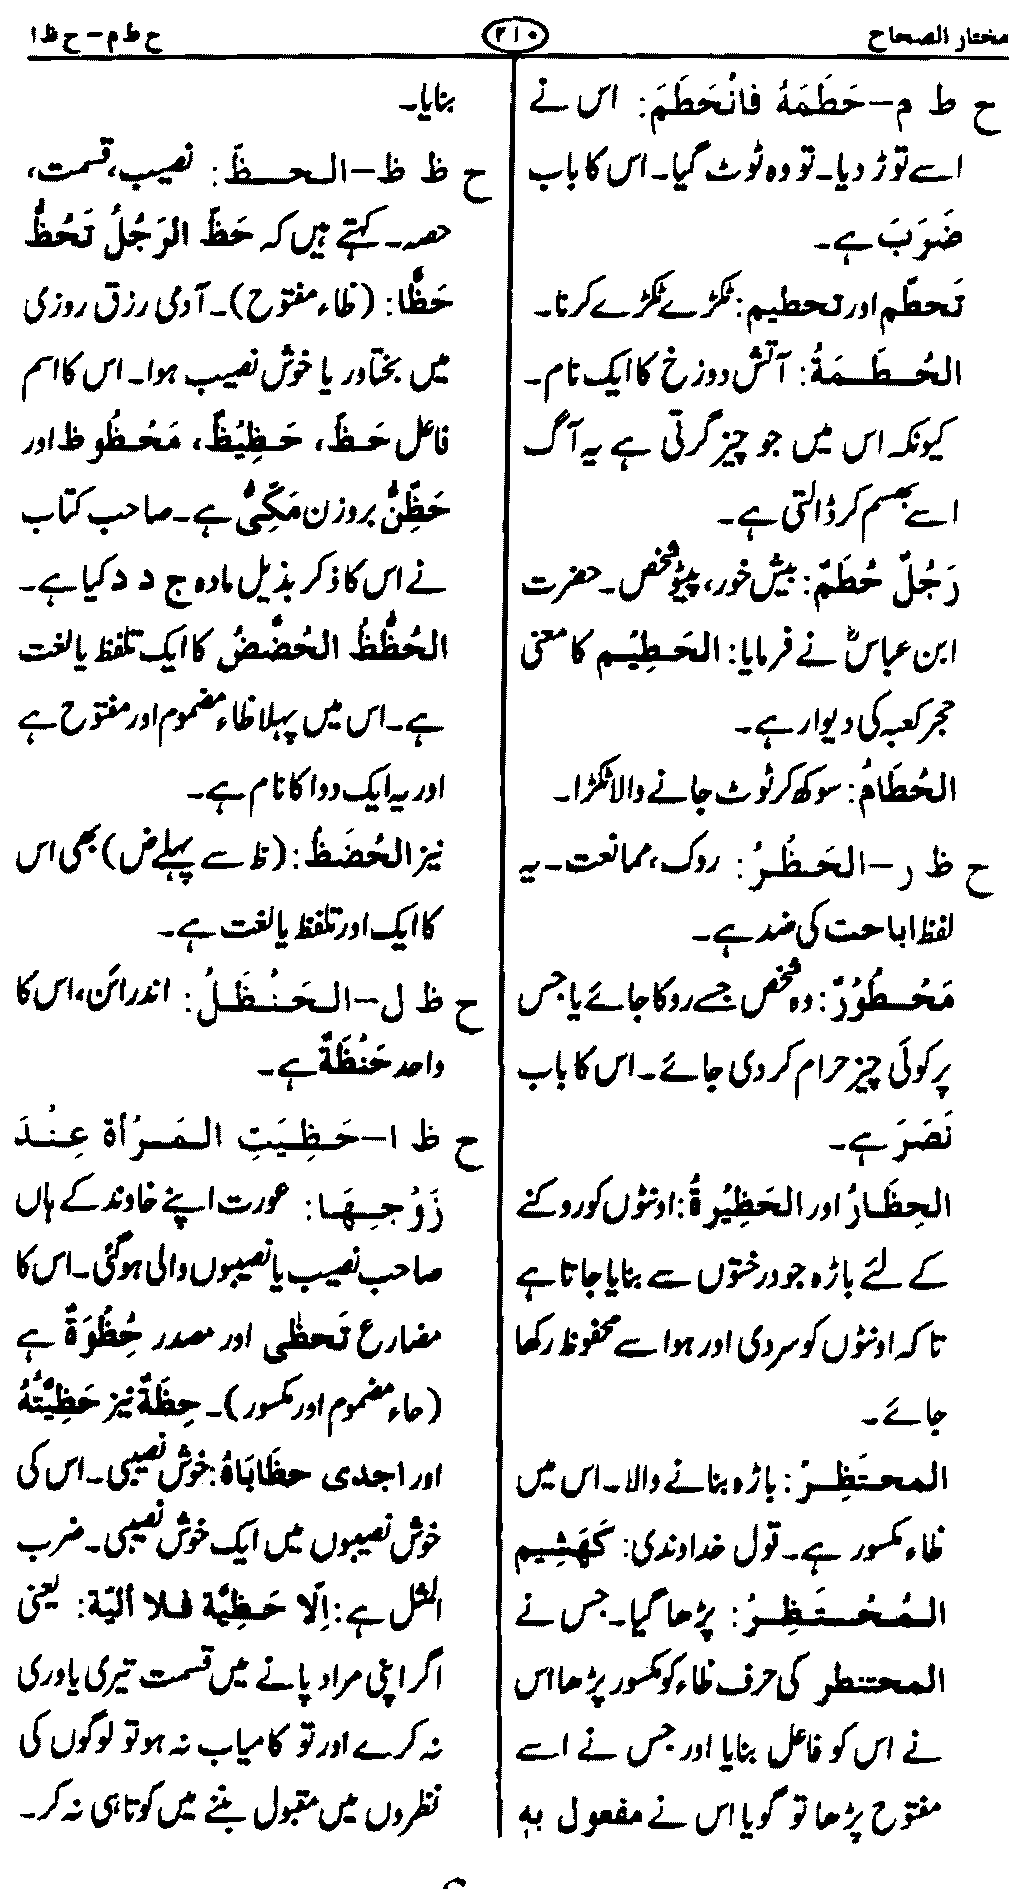 مختار الصحاح
۲۱۰
ح ط م – ح ظ ا
ح ط م – حَطَمَهُ فَانْحَطَمَ: اس نے
اسے توڑ دیا۔ تو وہ ٹوٹ گیا۔ اس کا باب
ضَرَبَ ہے۔
تَحطّم اور تحطیم: ٹکڑے ٹکڑے کرنا۔
الحُطَمَةُ: آتش دوزخ کا ایک نام۔
کیونکہ اس میں جو چیز گرتی ہے یہ آگ
اسے بھسم کر ڈالتی ہے۔
رَجُلٌ حُطَمٌ: بیش خور، پیٹو شخص۔ حضرت
ابن عباسؓ نے فرمایا: الحَطِیْم کا معنی
حجر کعبہ کی دیوار ہے۔
الحُطَامُ: سوکھ کر ٹوٹ جانے والا ٹکڑا۔
ح ظ ر – الحَظْرُ: روک، ممانعت۔ یہ
لفظ اباحت کی ضد ہے۔
مَحْظُوْرٌ: وہ شخص جسے روکا جائے یا جس
پر کوئی چیز حرام کر دی جائے۔ اس کا باب
نَصَرَ ہے۔
الحِظَارُ اور الحَظِیْرةُ: اونٹوں کو روکنے
کے لئے باڑہ جو درختوں سے بنایا جاتا ہے
تاکہ اونٹوں کو سردی اور ہوا سے محفوظ رکھا
جائے۔
المحتَظِرُ: باڑہ بنانے والا۔ اس میں
ظاء مکسور ہے۔ قول خداوندی: كَهَشِيم
المُحْتَظِرُ: پڑھا گیا۔ جس نے
المحتظر کی حرف ظاء کو مکسور پڑھا اس
نے اس کو فاعل بنایا اور جس نے اسے
مفتوح پڑھا تو گویا اس نے مفعول بہ
بنایا۔
ح ظ ظ – الحظّ: نصیب، قسمت،
حصہ۔ کہتے ہیں کہ حَظّ الرَجُلُ تَحُظُّ
حَظًّا: (ظاء مفتوح)۔ آدمی رزق روزی
میں بختاور یا خوش نصیب ہوا۔ اس کا اسم
فاعل حَظٌّ، حَظِیْظٌ، مَحْظُوظ اور
حَظِّیٌّ بروزن مَکِّیٌّ ہے۔ صاحب کتاب
نے اس کا ذکر بذیل مادہ ج د د کیا ہے۔
الحُظُظُ الحُضُضُ کا ایک تلفظ یا لغت
ہے۔ اس میں پہلا ظاء مضموم اور مفتوح ہے
اور یہ ایک دوا کا نام ہے۔
نیز الحُضَظُ: (ظ سے پہلے ض) بھی اس
کا ایک اور تلفظ یا لغت ہے۔
ح ظ ل – الحَنْظَلُ: اندرائن، اس کا
واحد حَنْظَلَةٌ ہے۔
ح ظ ا – حَظِيَتِ المَرْأة عِنْدَ
زَوْجِهَا: عورت اپنے خاوند کے ہاں
صاحب نصیب یا نصیبوں والی ہوگئی۔ اس کا
مضارع تَحظٰی اور مصدر حُِظْوَةٌ ہے
(حاء مضموم اور مکسور)۔ حِظَةٌ نیز حَظِیَّتُهُ
اور اجدی حظاباهُ: خوش نصیبی۔ اس کی
خوش نصیبوں میں ایک خوش نصیبی۔ ضرب
المثل ہے: اِلّا حَظِیَّة فلا ألیّة: یعنی
اگر اپنی مراد پانے میں قسمت تیری یاوری
نہ کرے اور تو کامیاب نہ ہو تو لوگوں کی
نظروں میں مقبول بننے میں کوتاہی نہ کر۔